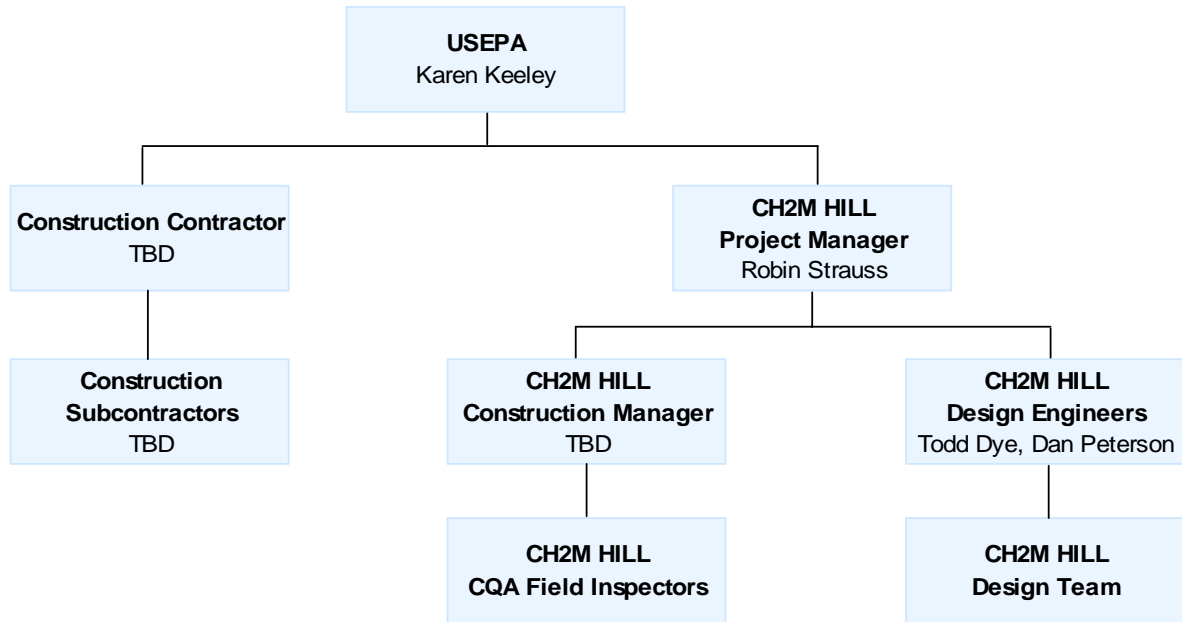 USEPA
Karen Keeley
Construction Contractor
TBD
CH2M HILL
Project Manager
Robin Strauss
Construction
Subcontractors
TBD
CH2M HILL
Construction Manager
TBD
CH2M HILL
Design Engineers
Todd Dye, Dan Peterson
CH2M HILL
CQA Field Inspectors
CH2M HILL
Design Team